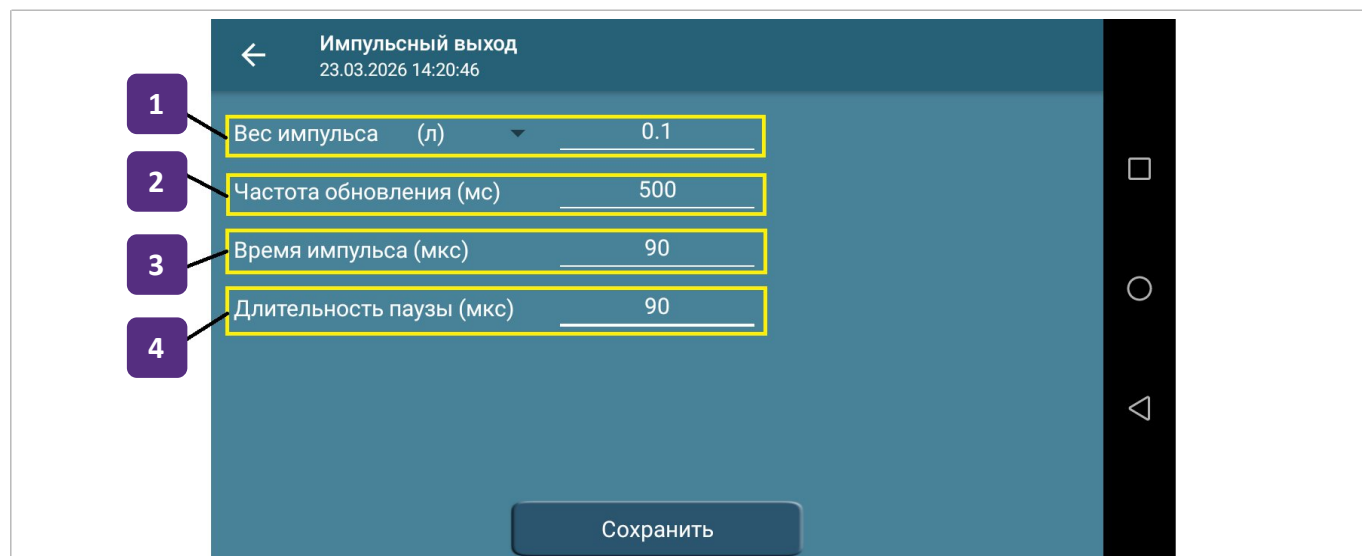 Импульсный выход
23.03.2026 14:20:46
1
Вес импульса (л) 0.1
2
Частота обновления (мс) 500
3
Время импульса (мкс) 90
4
Длительность паузы (мкс) 90
Сохранить